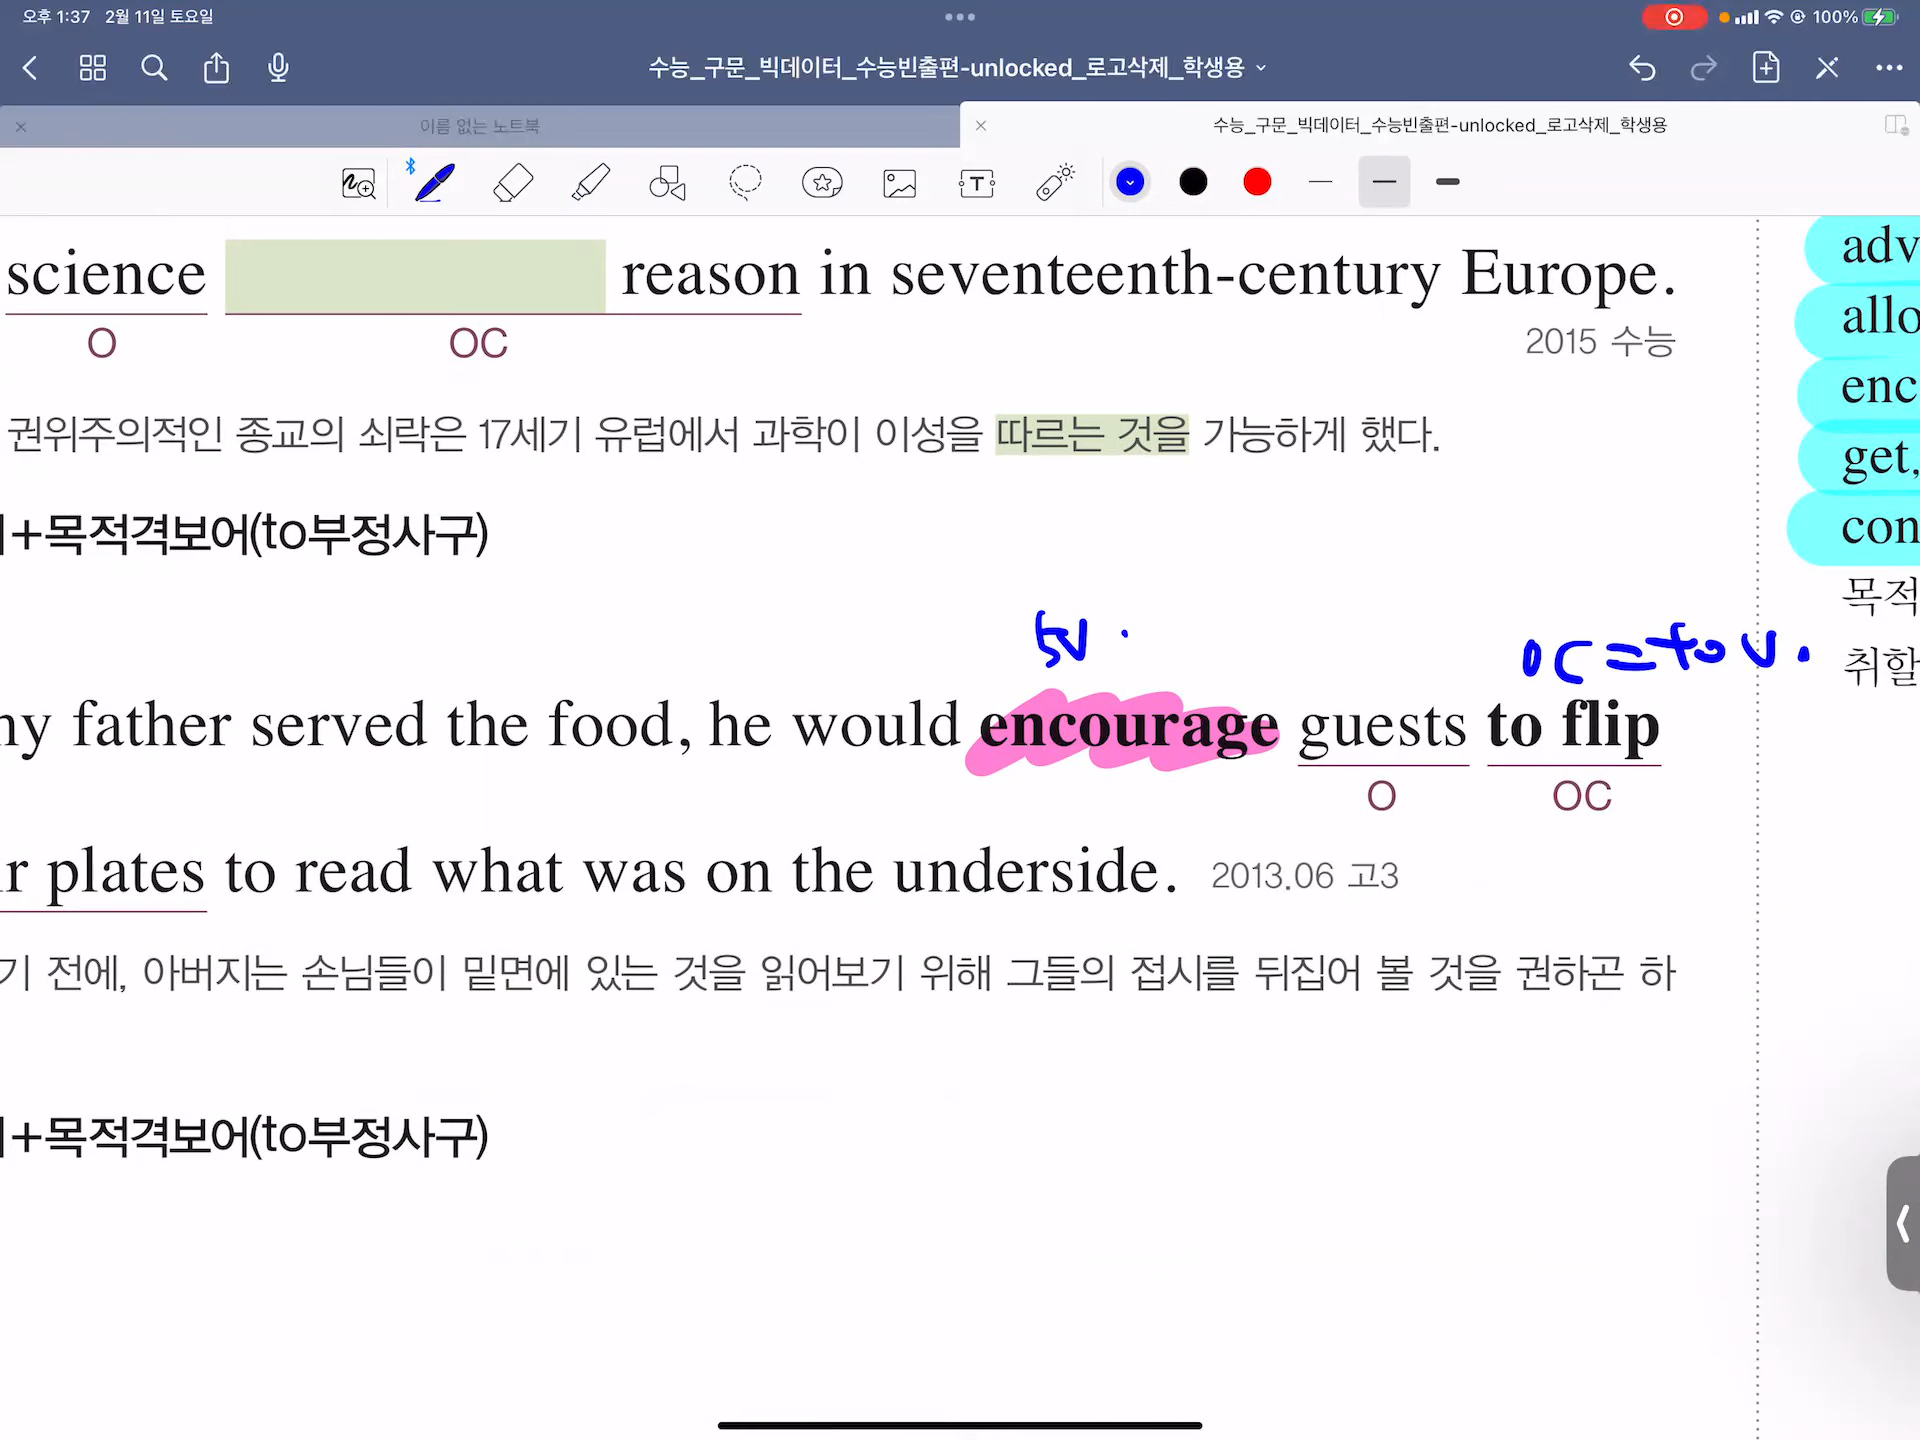 오후 1:37 2월 11일 토요일
100%
수능_구문_빅데이터_수능빈출편-unlocked_로고삭제_학생용
이름 없는 노트북
수능_구문_빅데이터_수능빈출편-unlocked_로고삭제_학생용
science reason in seventeenth-century Europe.
O OC
2015 수능
권위주의적인 종교의 쇠락은 17세기 유럽에서 과학이 이성을 따르는 것을 가능하게 했다.
+목적격보어(to부정사구)
5V.
OC=to V.
father served the food, he would encourage guests to flip
O OC
plates to read what was on the underside. 2013.06 고3
기 전에, 아버지는 손님들이 밑면에 있는 것을 읽어보기 위해 그들의 접시를 뒤집어 볼 것을 권하곤 하
+목적격보어(to부정사구)
adv
allo
enc
get,
con
목적
취할